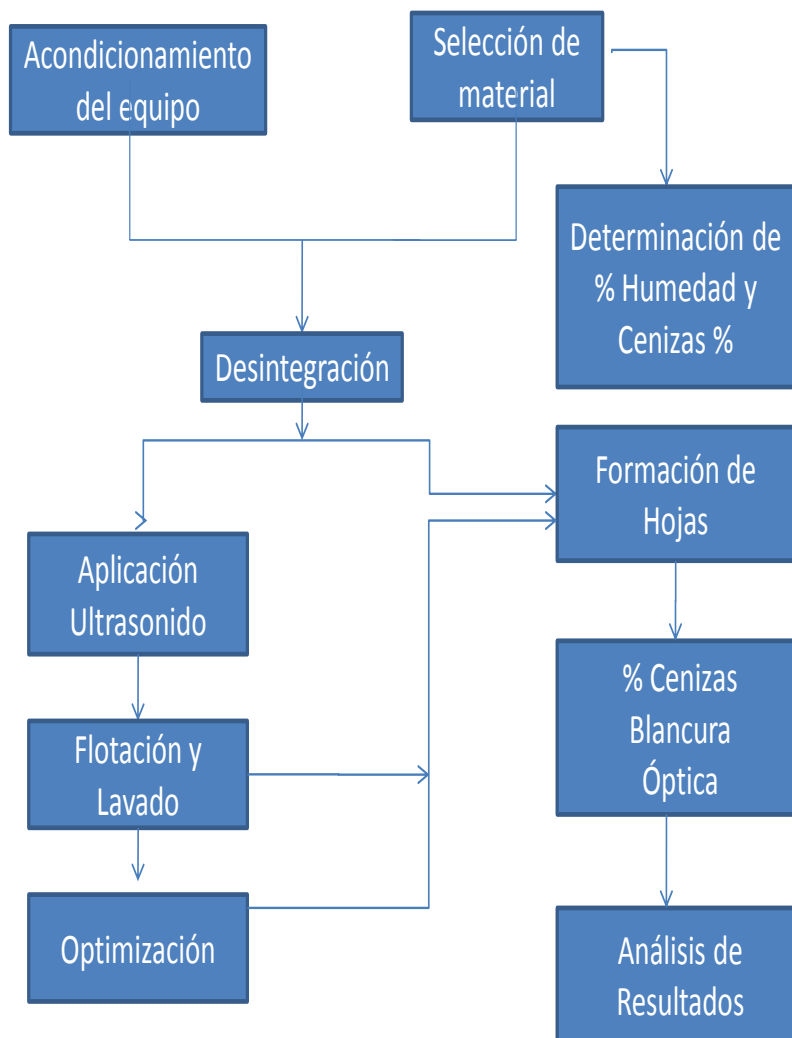 Acondicionamiento
del equipo
Selección de
material
Determinación de
% Humedad y
Cenizas %
Desintegración
Formación de
Hojas
Aplicación
Ultrasonido
% Cenizas
Blancura
Óptica
Flotación y
Lavado
Optimización
Análisis de
Resultados